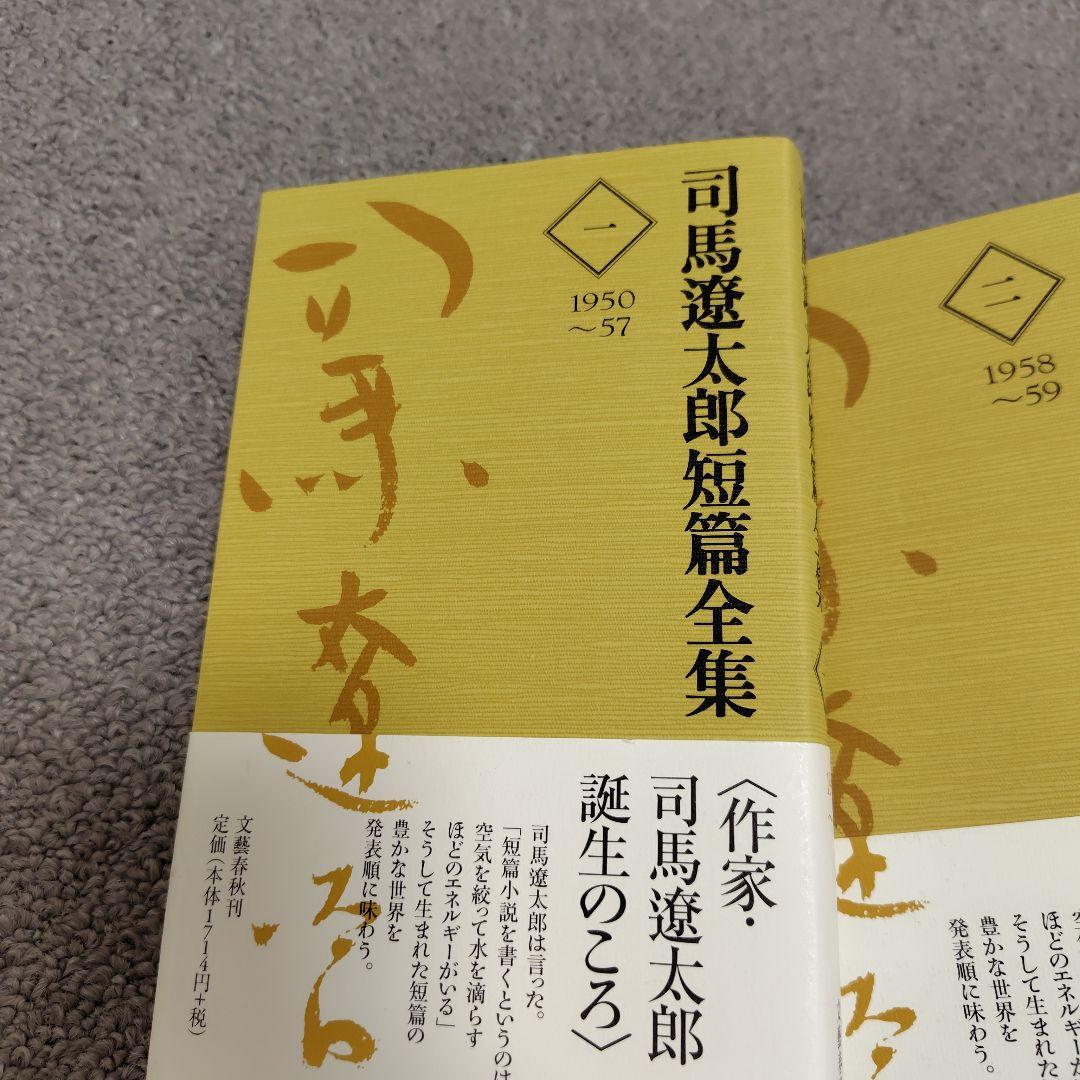 司馬遼太郎短篇全集
一
1950
〜57
司馬遼太郎
〈作家・
司馬遼太郎
誕生のころ〉
司馬遼太郎は言った。
「短篇小説を書くというのは
空気を絞って水を滴らす
ほどのエネルギーがいる」
そうして生まれた短篇の
豊かな世界を
発表順に味わう。
文藝春秋刊
定価(本体1714円+税)
二
1958
〜59
ほどのエネルギーが
そうして生まれた
豊かな世界を
発表順に味わう。